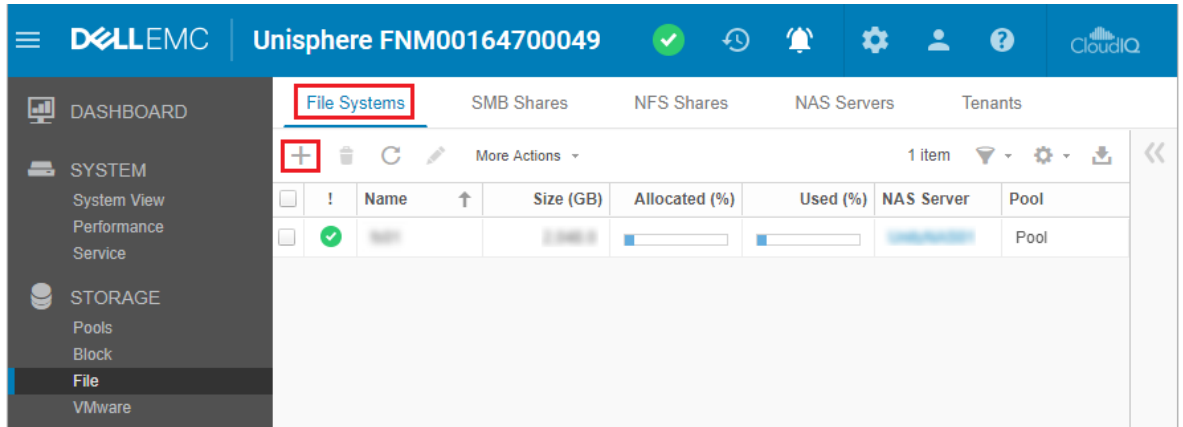 DELLEMC Unisphere FNM00164700049 CloudIQ
DASHBOARD
SYSTEM
System View
Performance
Service
STORAGE
Pools
Block
File
VMware
File Systems SMB Shares NFS Shares NAS Servers Tenants
More Actions 1 item
! Name Size (GB) Allocated (%) Used (%) NAS Server Pool
Pool